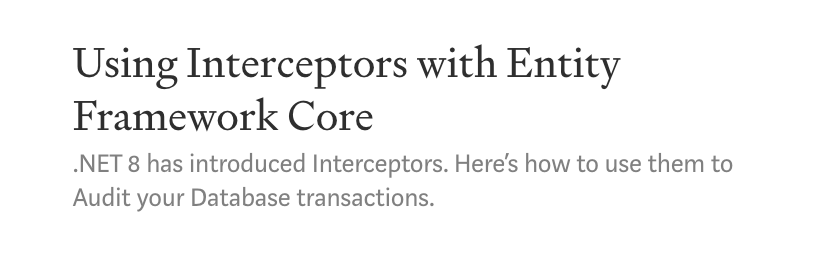 Using Interceptors with Entity
Framework Core
.NET 8 has introduced Interceptors. Here’s how to use them to
Audit your Database transactions.